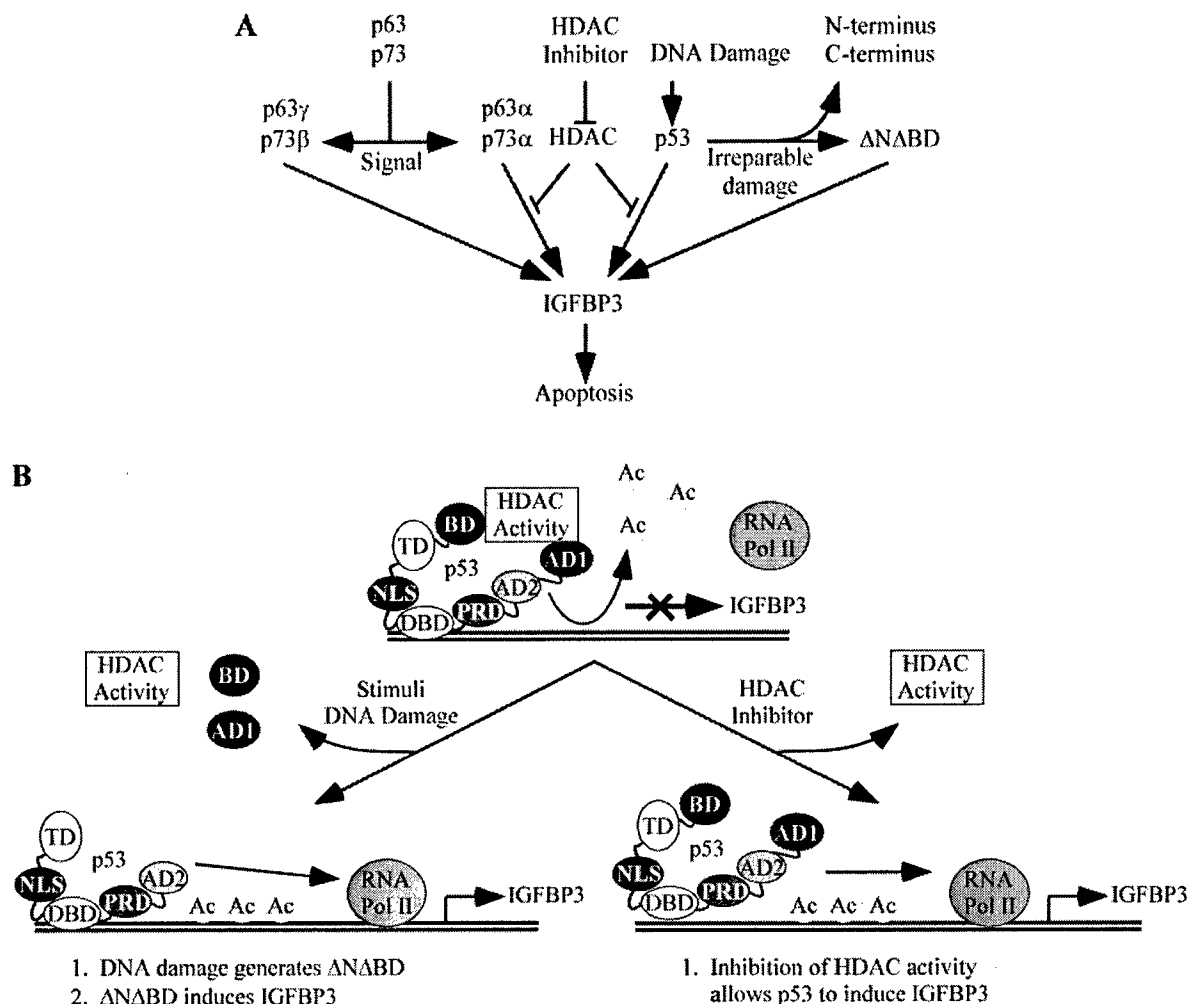 A
p63
p73
HDAC
Inhibitor
DNA Damage
N-terminus
C-terminus
p63γ
p73β
Signal
p63α
p73α
HDAC
p53
Irreparable
damage
ΔNΔBD
IGFBP3
Apoptosis
B
BD
HDAC
Activity
TD
p53
AD1
NLS
AD2
DBD
PRD
Ac
Ac
Ac
RNA
Pol II
IGFBP3
HDAC
Activity
BD
AD1
Stimuli
DNA Damage
HDAC
Inhibitor
HDAC
Activity
TD
p53
NLS
DBD
PRD
AD2
Ac Ac Ac
RNA
Pol II
IGFBP3
BD
TD
p53
AD1
NLS
AD2
DBD
PRD
Ac Ac Ac
RNA
Pol II
IGFBP3
1. DNA damage generates ΔNΔBD
2. ΔNΔBD induces IGFBP3
1. Inhibition of HDAC activity
allows p53 to induce IGFBP3